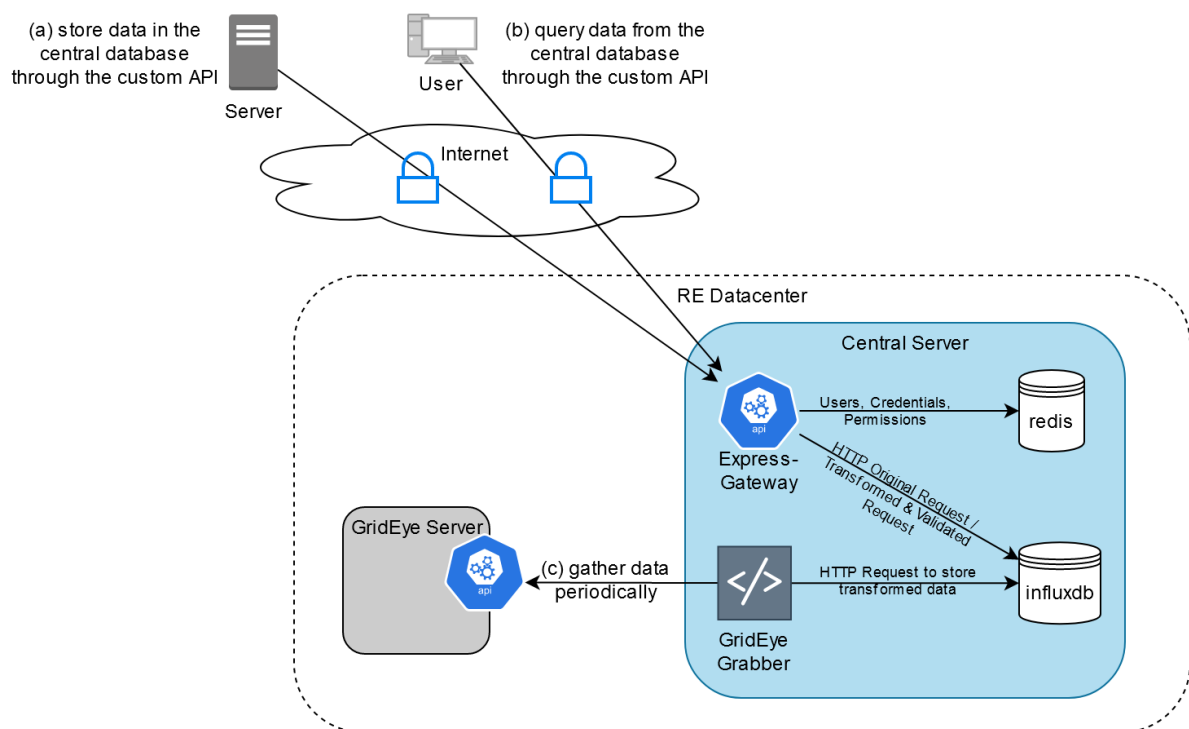 (a) store data in the
central database
through the custom API
Server
User
(b) query data from the
central database
through the custom API
Internet
RE Datacenter
Central Server
api
Express-
Gateway
Users, Credentials,
Permissions
redis
HTTP Original Request /
Transformed & Validated
Request
GridEye Server
api
(c) gather data
periodically
</>
GridEye
Grabber
HTTP Request to store
transformed data
influxdb